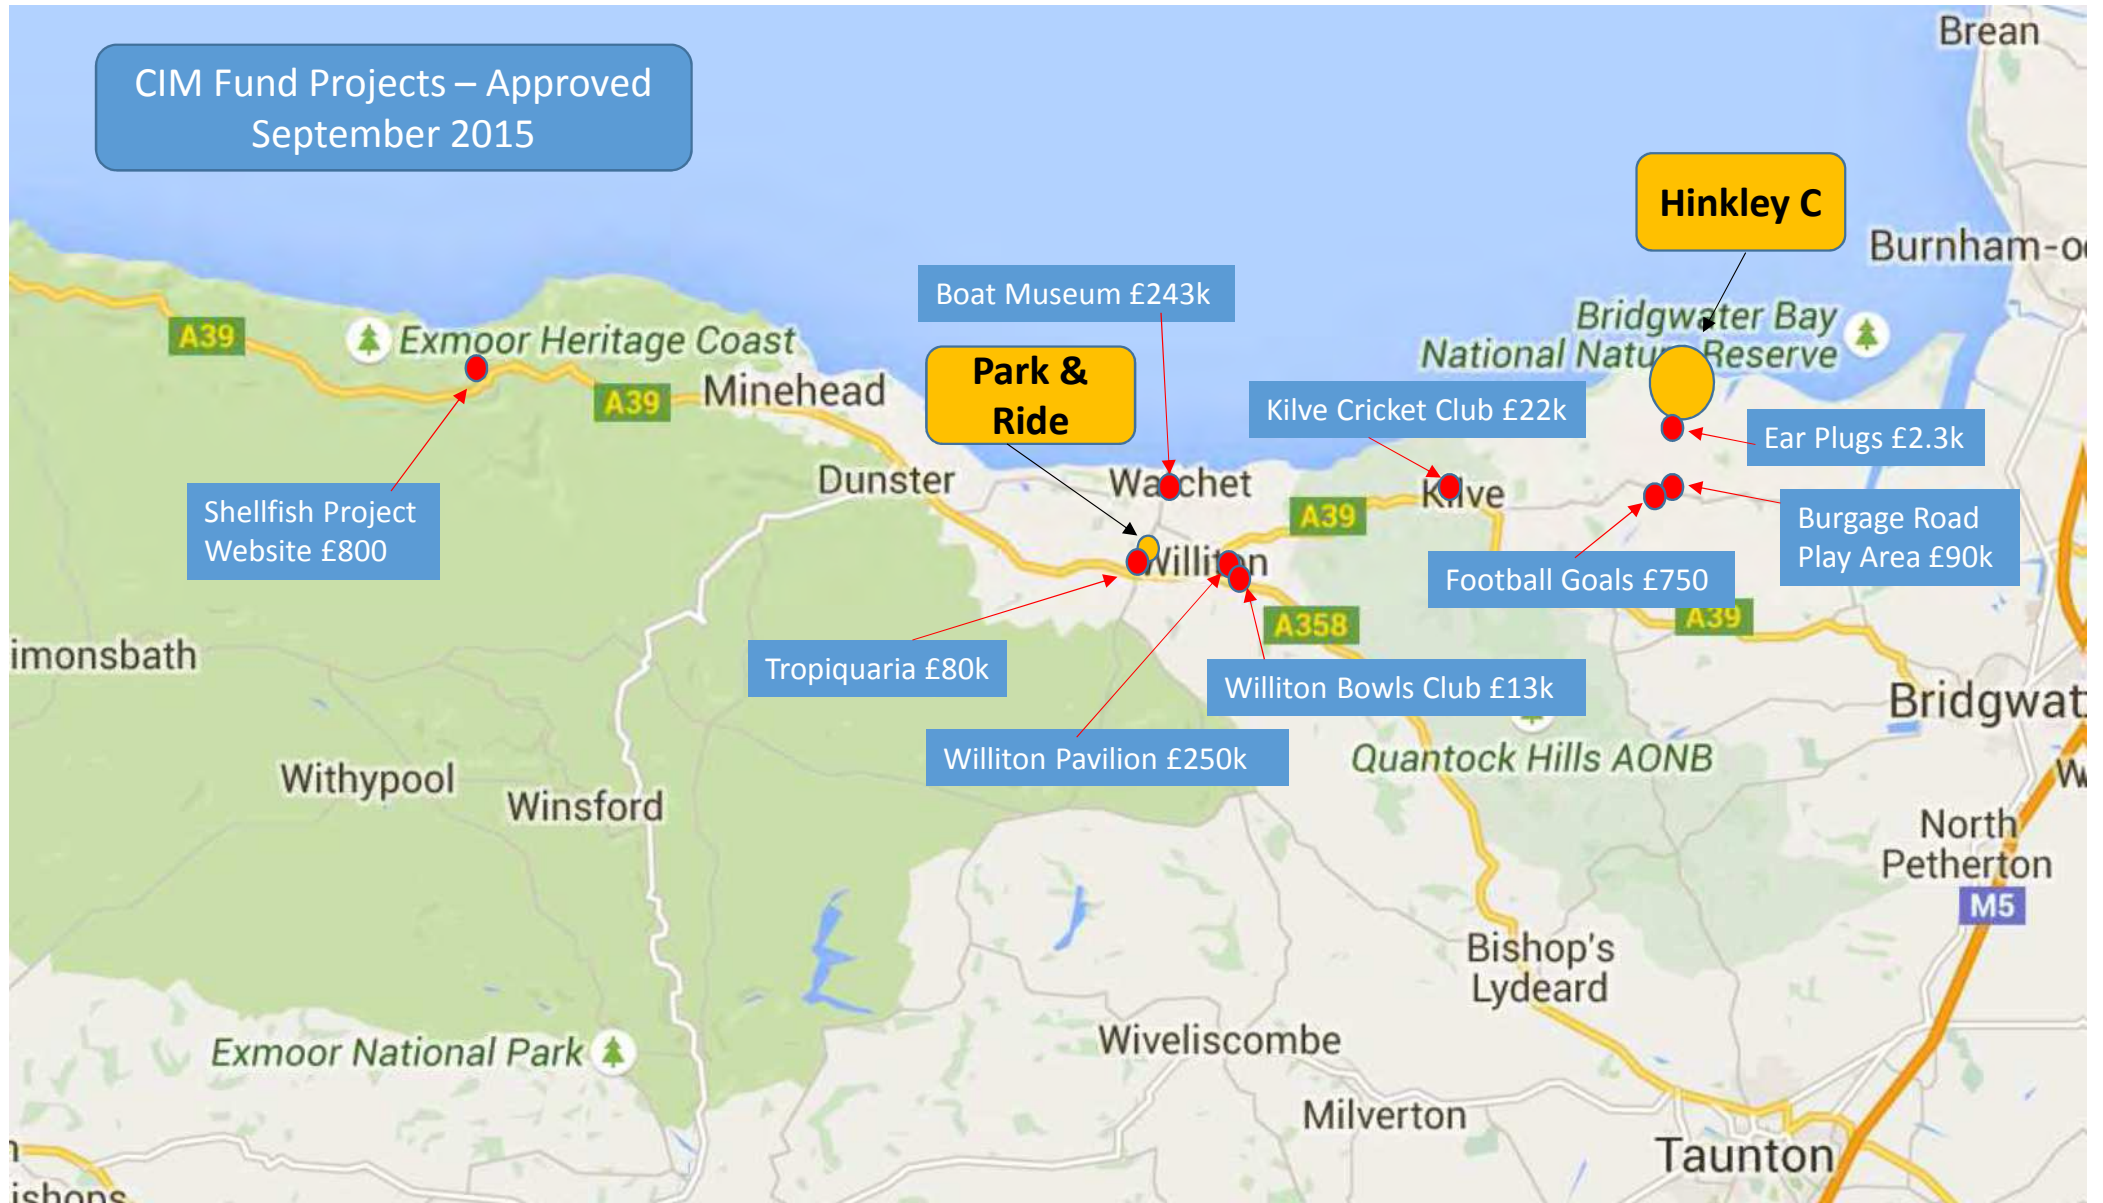 CIM Fund Projects – Approved
September 2015
Brean
Hinkley C
Burnham-o
Boat Museum £243k
Bridgwater Bay
National Nature Reserve
A39
Exmoor Heritage Coast
Park &
Ride
A39
Minehead
Kilve Cricket Club £22k
Ear Plugs £2.3k
Dunster
Watchet
Kilve
A39
Shellfish Project
Website £800
Burgage Road
Play Area £90k
Williton
Football Goals £750
A358
A39
imonsbath
Tropiquaria £80k
Williton Bowls Club £13k
Bridgwat
Williton Pavilion £250k
Quantock Hills AONB
W
Withypool
Winsford
North
Petherton
M5
Bishop's
Lydeard
Exmoor National Park
Wiveliscombe
Milverton
Taunton
ishops